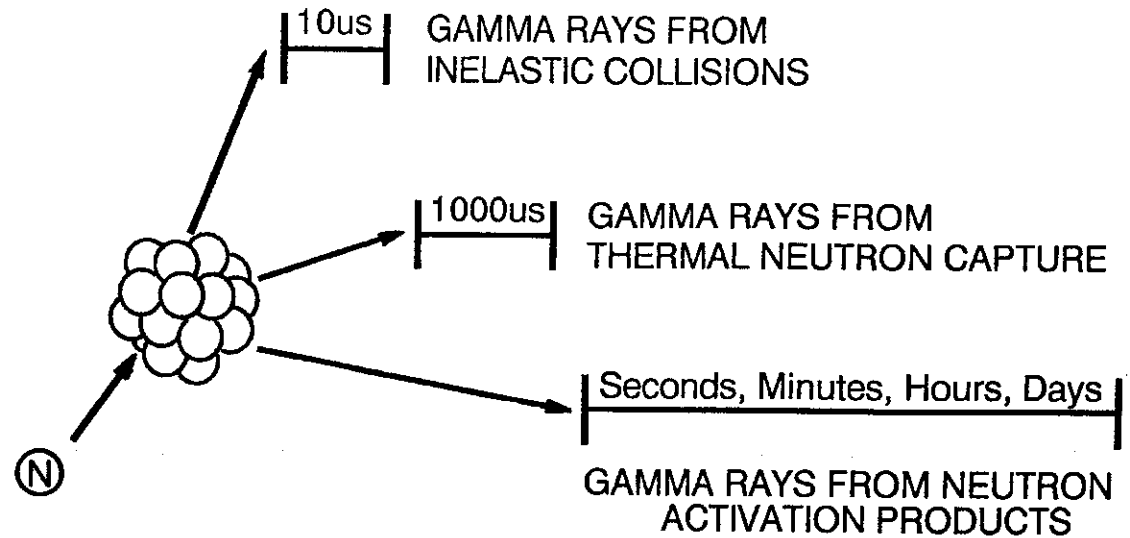 10us
GAMMA RAYS FROM
INELASTIC COLLISIONS
1000us
GAMMA RAYS FROM
THERMAL NEUTRON CAPTURE
Seconds, Minutes, Hours, Days
N
GAMMA RAYS FROM NEUTRON
ACTIVATION PRODUCTS